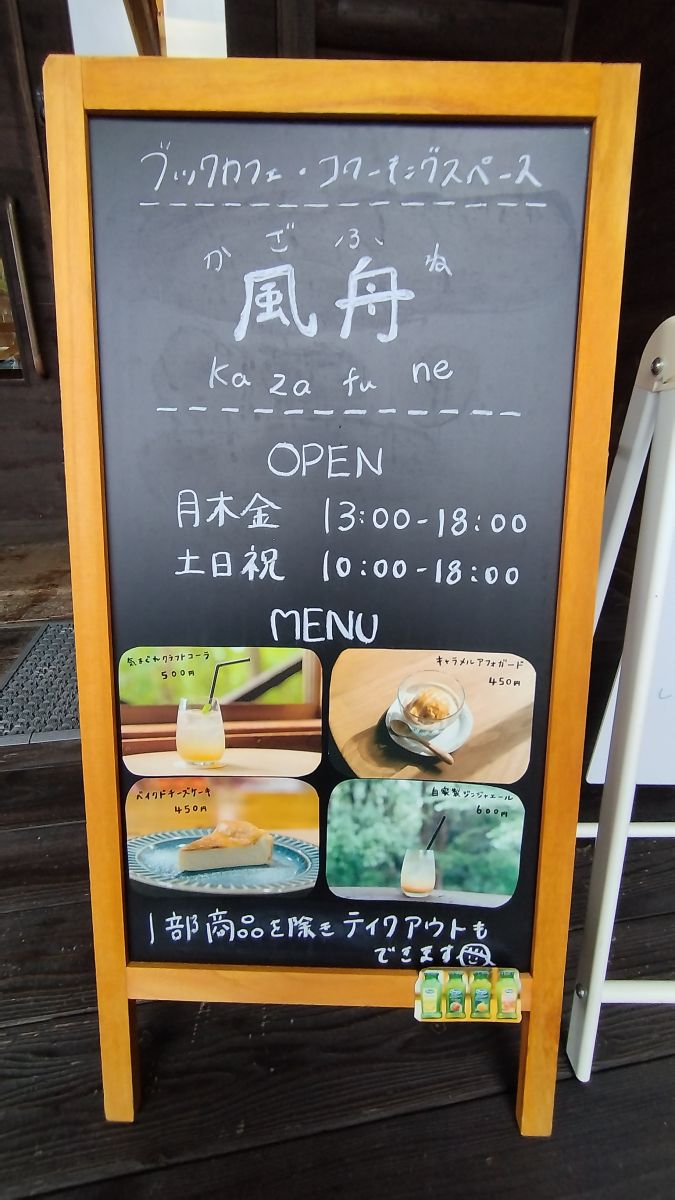 ブックカフェ・コワーキングスペース
かざふね
風舟
kazafune
OPEN
月木金 13:00-18:00
土日祝 10:00-18:00
MENU
気まぐれクラフトコーラ
500円
キャラメルアフォガード
450円
ベイクドチーズケーキ
450円
自家製ジンジャエール
600円
1部商品を除きテイクアウトも
できます